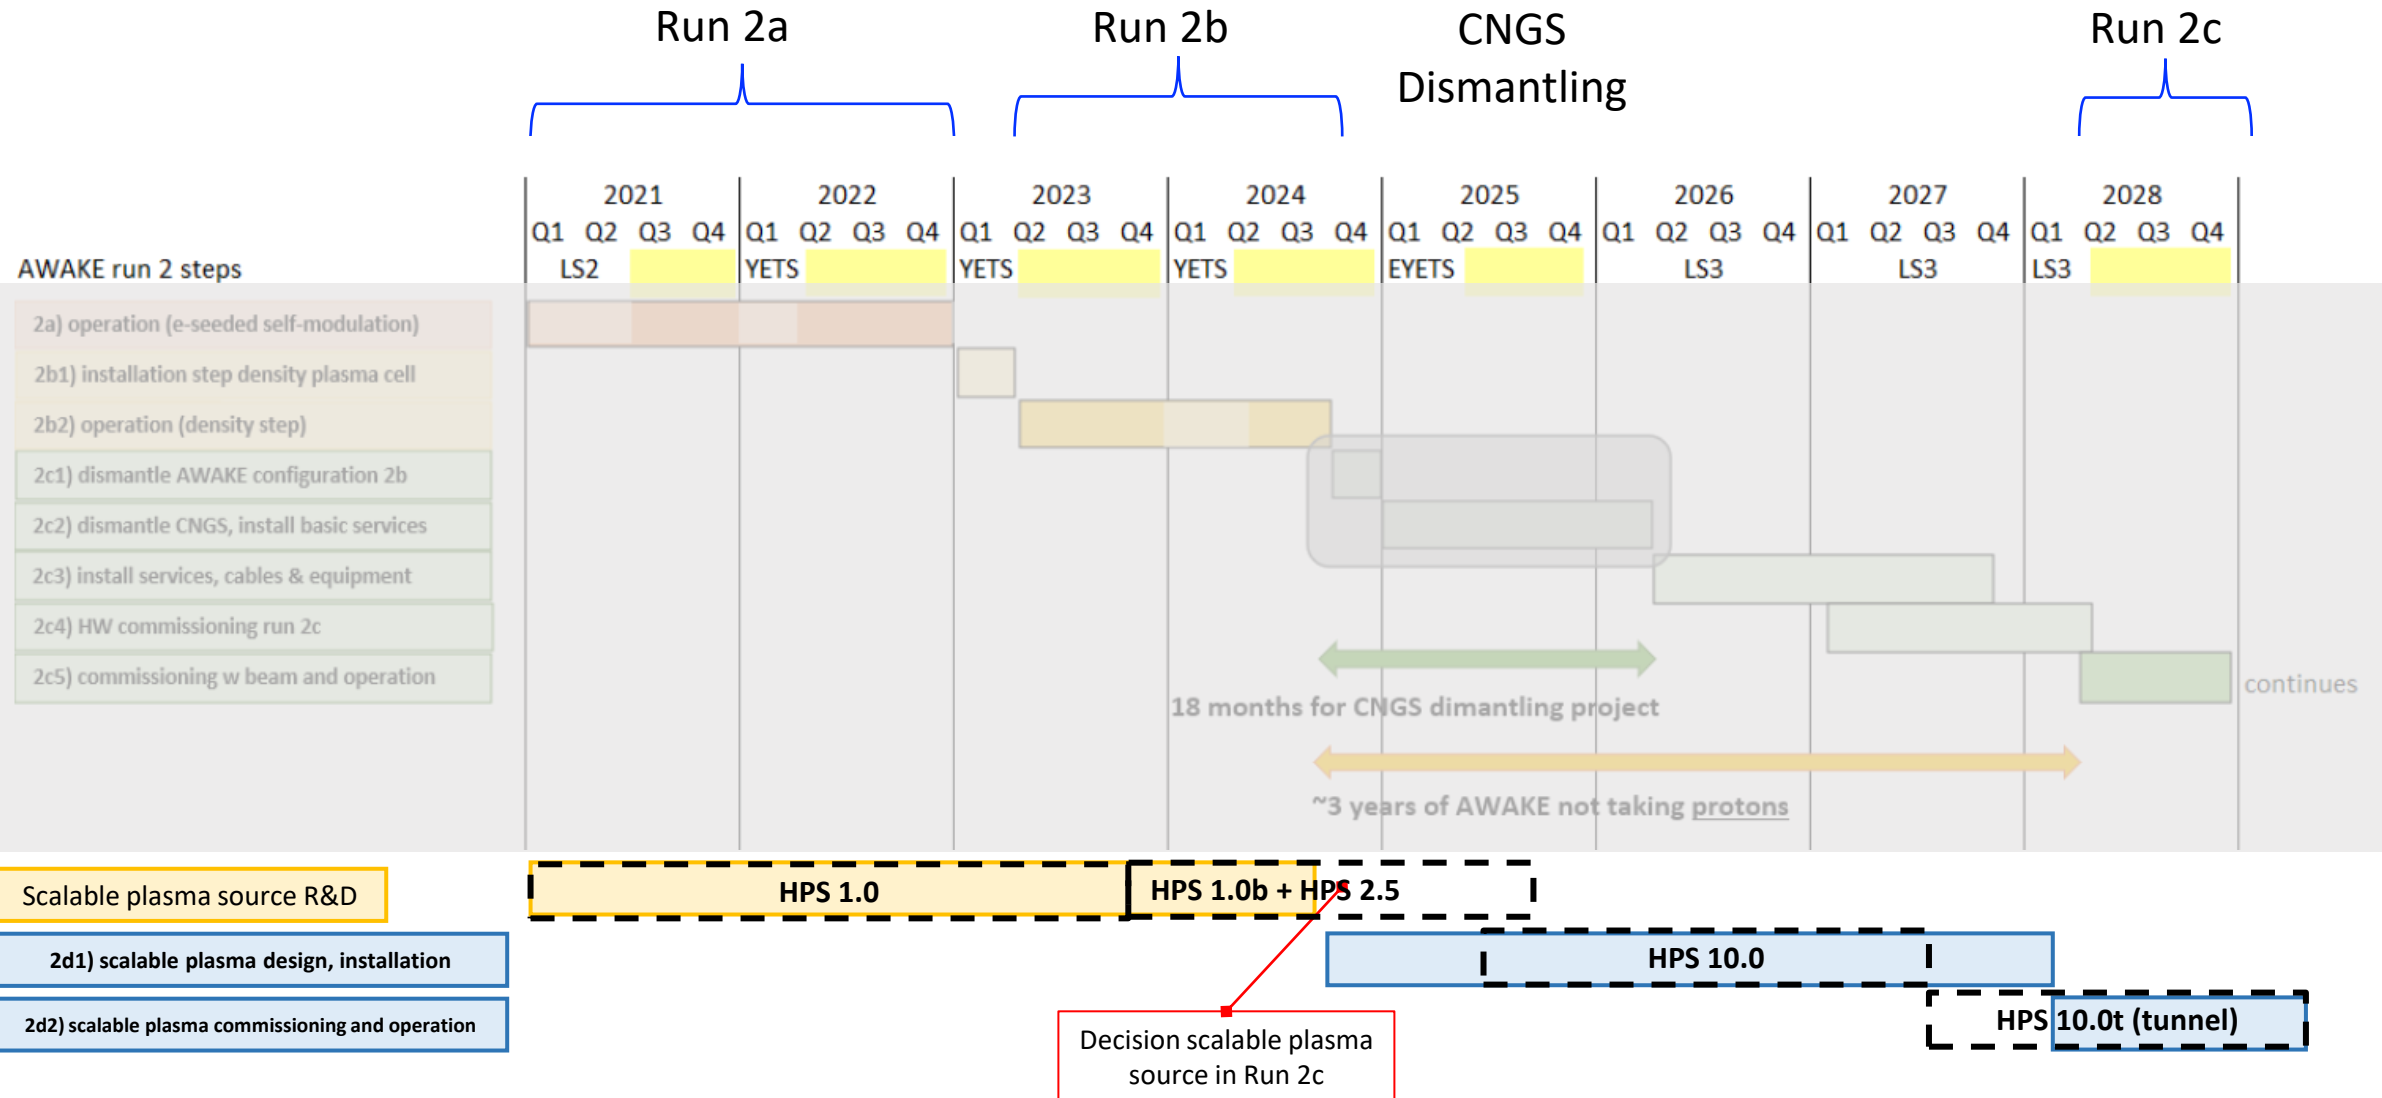 Run 2a
Run 2b
CNGS
Dismantling
Run 2c
2021 2022 2023 2024 2025 2026 2027 2028
Q1 Q2 Q3 Q4 Q1 Q2 Q3 Q4 Q1 Q2 Q3 Q4 Q1 Q2 Q3 Q4 Q1 Q2 Q3 Q4 Q1 Q2 Q3 Q4 Q1 Q2 Q3 Q4 Q1 Q2 Q3 Q4
AWAKE run 2 steps LS2 YETS YETS YETS EYETS LS3 LS3 LS3
2a) operation (e-seeded self-modulation)
2b1) installation step density plasma cell
2b2) operation (density step)
2c1) dismantle AWAKE configuration 2b
2c2) dismantle CNGS, install basic services
2c3) install services, cables & equipment
2c4) HW commissioning run 2c
2c5) commissioning w beam and operation
continues
18 months for CNGS dimantling project
~3 years of AWAKE not taking protons
Scalable plasma source R&D
HPS 1.0
HPS 1.0b + HPS 2.5
2d1) scalable plasma design, installation
HPS 10.0
2d2) scalable plasma commissioning and operation
HPS 10.0t (tunnel)
Decision scalable plasma
source in Run 2c